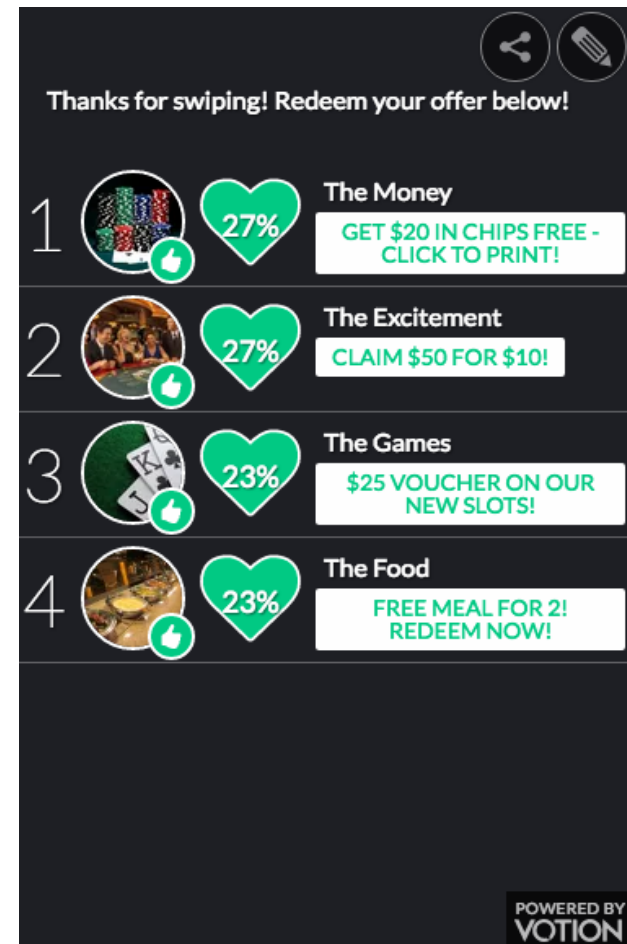 Thanks for swiping! Redeem your offer below!
1
27%
The Money
GET $20 IN CHIPS FREE -
CLICK TO PRINT!
2
27%
The Excitement
CLAIM $50 FOR $10!
3
K
J
23%
The Games
$25 VOUCHER ON OUR
NEW SLOTS!
4
23%
The Food
FREE MEAL FOR 2!
REDEEM NOW!
POWERED BY
VOTION